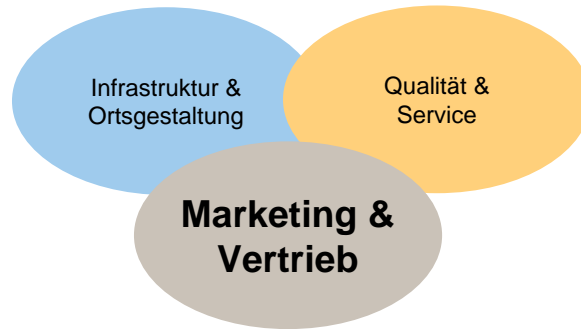 Infrastruktur &
Ortsgestaltung
Qualität &
Service
Marketing &
Vertrieb